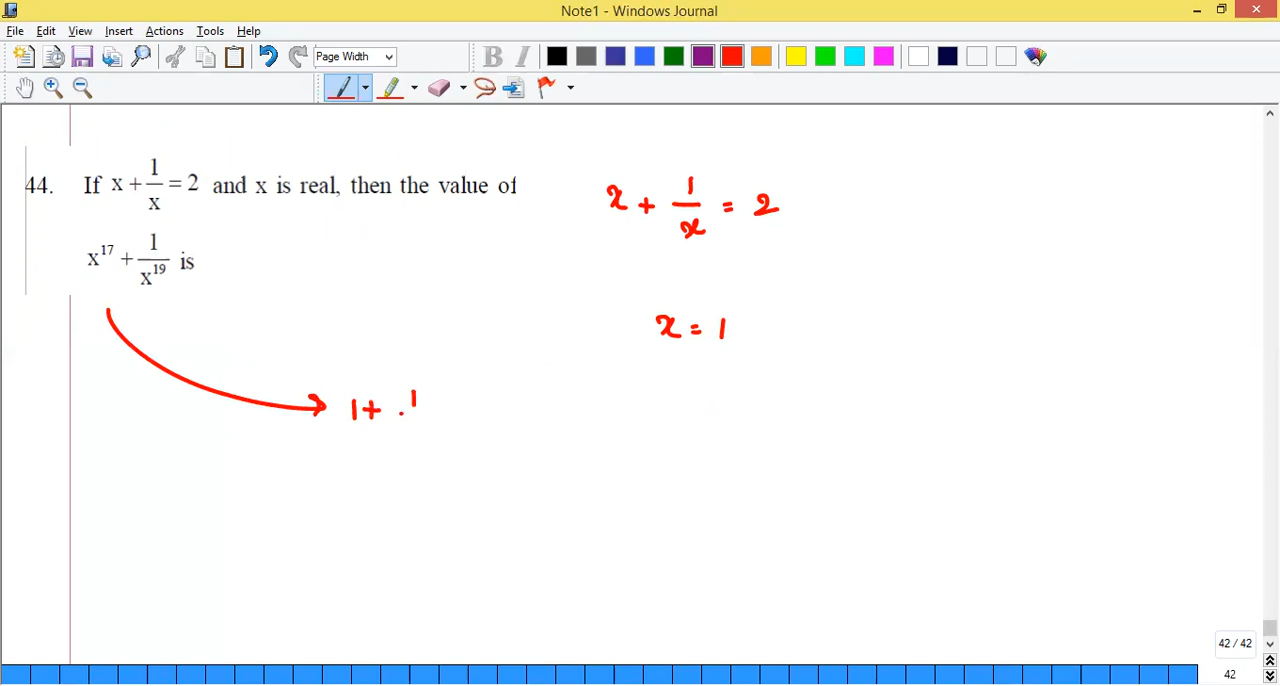 Note1 - Windows Journal
File Edit View Insert Actions Tools Help
Page Width
B I
44. If x + 1/x = 2 and x is real, then the value of
x^17 + 1/x^19 is
x + 1/x = 2
x = 1
1 + 1
42 / 42
42